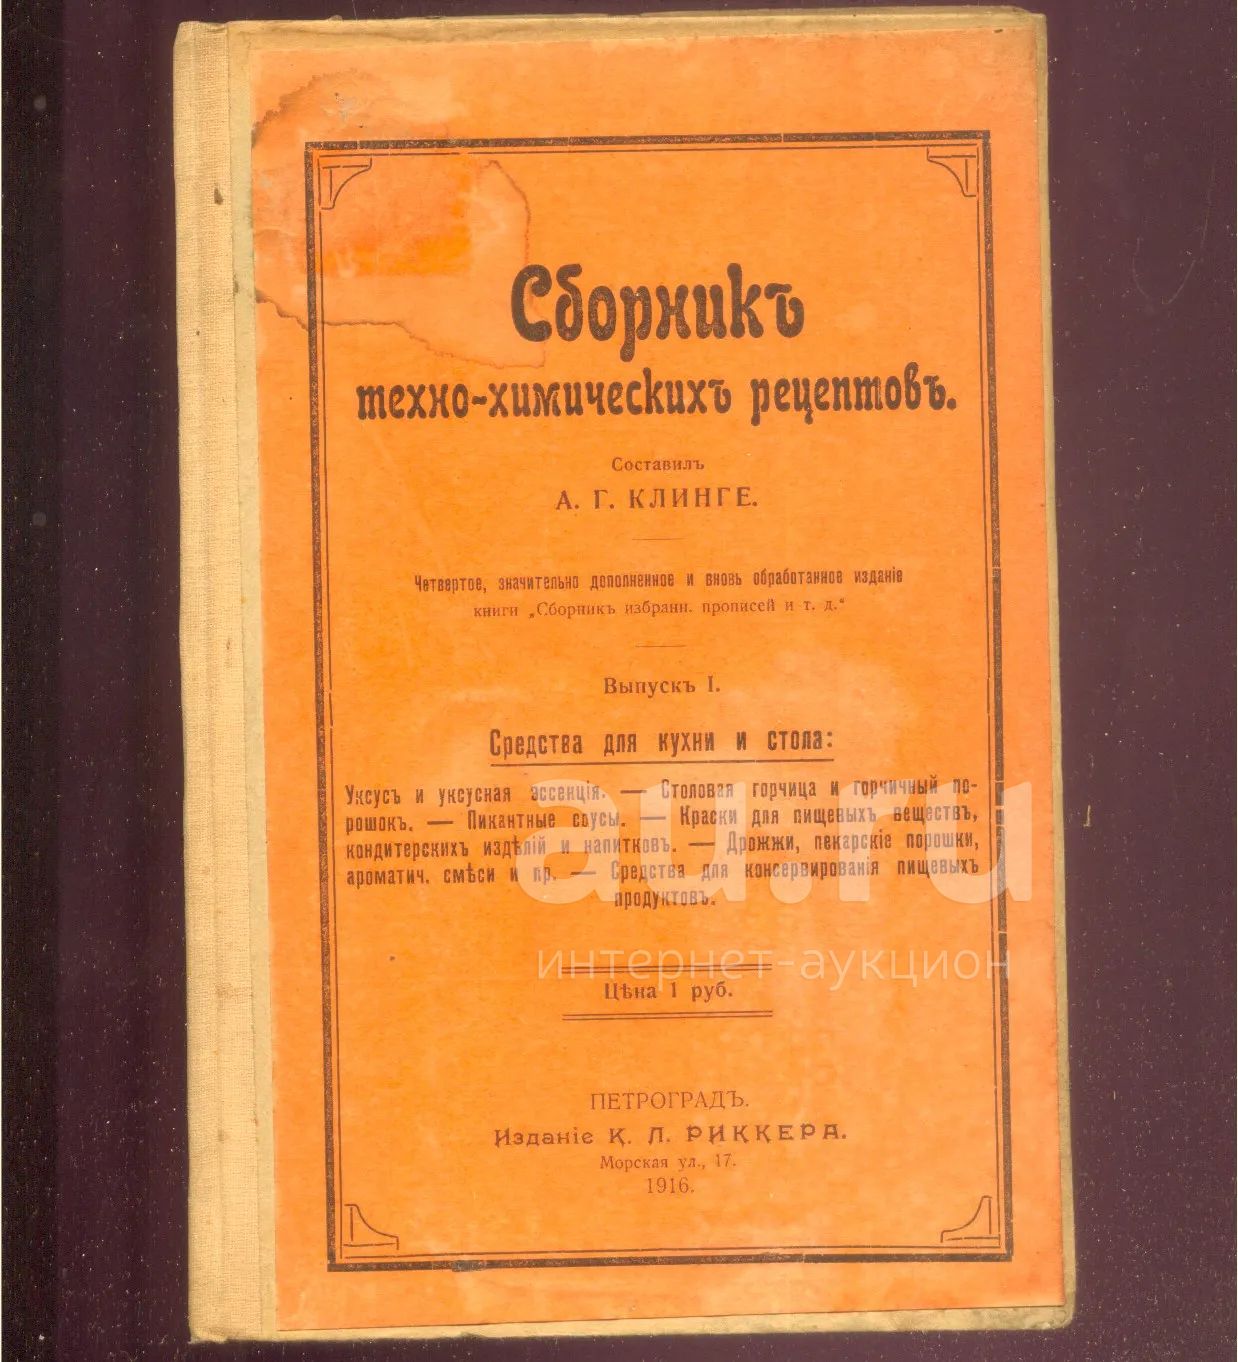 Сборникъ
техно-химическихъ рецептовъ.
Составилъ
А. Г. КЛИНГЕ.
Четвертое, значительно дополненное и вновь обработанное изданіе
книги „Сборникъ избранн. прописей и т. д.“
Выпускъ I.
Средства для кухни и стола:
Уксусъ и уксусная эссенція. — Столовая горчица и горчичный по-
рошокъ. — Пикантные соусы. — Краски для пищевыхъ веществъ,
кондитерскихъ издѣлій и напитковъ. — Дрожжи, пекарскіе порошки,
ароматич. смѣси и пр. — Средства для консервированія пищевыхъ
продуктовъ.
au.ru
интернет-аукцион
Цѣна 1 руб.
ПЕТРОГРАДЪ.
Изданіе К. Л. РИККЕРА.
Морская ул., 17.
1916.